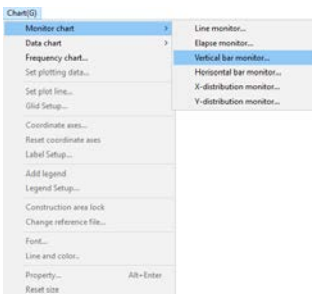 Chart(G)
Monitor chart >
Data chart >
Frequency chart...
Set plotting data...
Set plot line...
Glid Setup...
Coordinate axes...
Reset coordinate axes
Label Setup...
Add legend
Legend Setup...
Construction area lock
Change reference file...
Font...
Line and color..
Property... Alt+Enter
Reset size
Line monitor...
Elapse monitor...
Vertical bar monitor...
Horisontal bar monitor...
X-distribution monitor...
Y-distribution monitor...